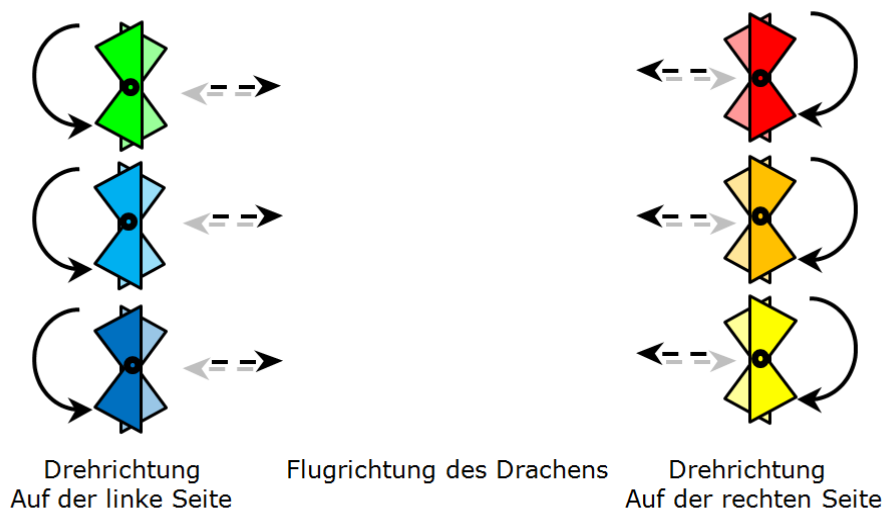 Drehrichtung
Auf der linke Seite
Flugrichtung des Drachens
Drehrichtung
Auf der rechten Seite